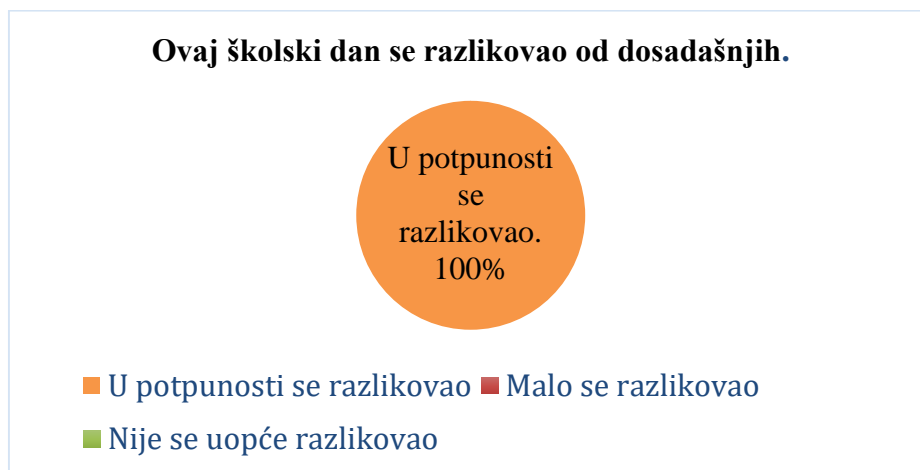 Ovaj školski dan se razlikovao od dosadašnjih.
U potpunosti
se
razlikovao.
100%
U potpunosti se razlikovao Malo se razlikovao
Nije se uopće razlikovao